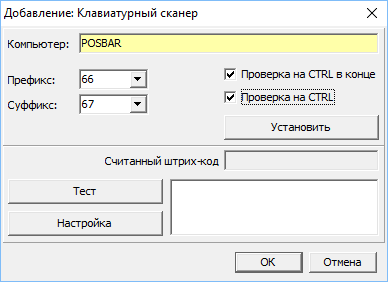 Добавление: Клавиатурный сканер
Компьютер: POSBAR
Префикс: 66
Проверка на CTRL в конце
Суффикс: 67
Проверка на CTRL
Установить
Считанный штрих-код
Тест
Настройка
OK
Отмена